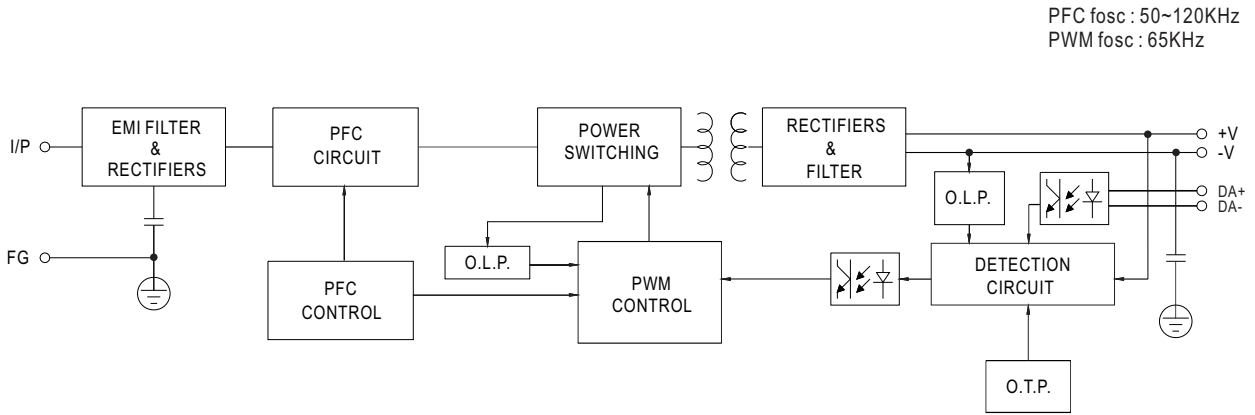 PFC fosc : 50~120KHz
PWM fosc : 65KHz
I/P
EMI FILTER
&
RECTIFIERS
PFC
CIRCUIT
POWER
SWITCHING
RECTIFIERS
&
FILTER
+V
-V
DA+
DA-
O.L.P.
FG
O.L.P.
PFC
CONTROL
PWM
CONTROL
DETECTION
CIRCUIT
O.T.P.